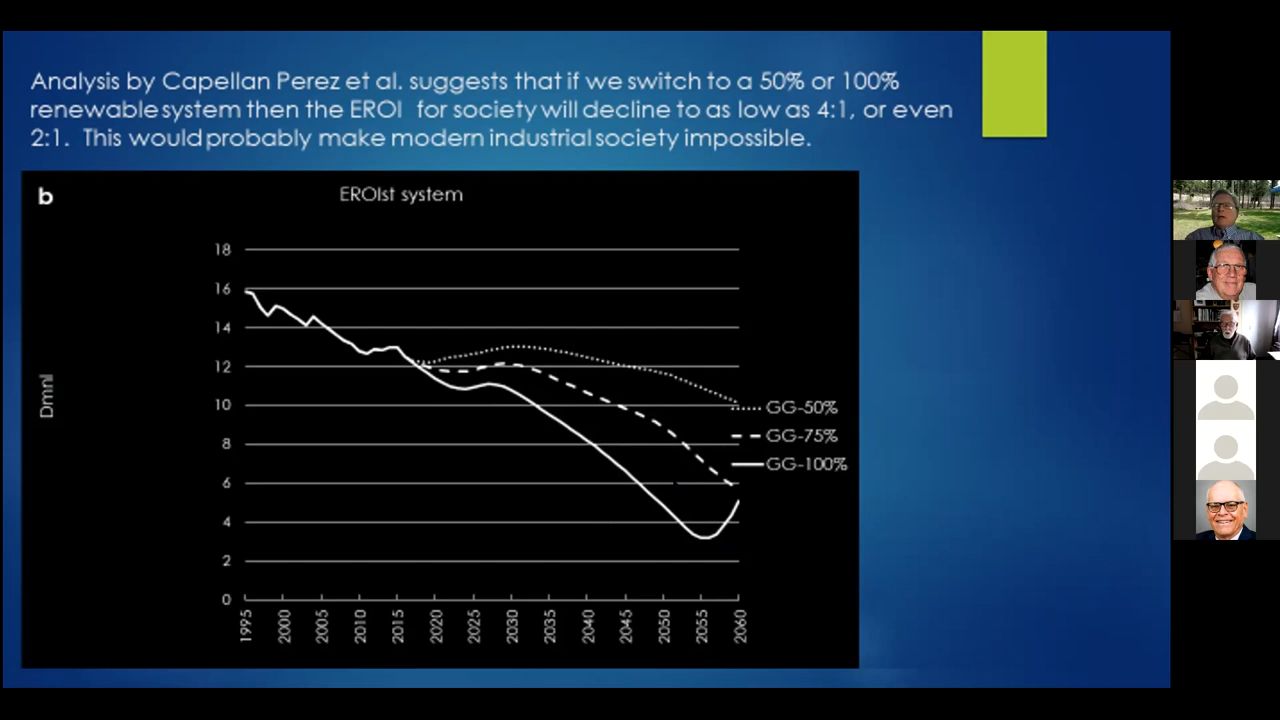 Analysis by Capellan Perez et al. suggests that if we switch to a 50% or 100%
renewable system then the EROI for society will decline to as low as 4:1, or even
2:1. This would probably make modern industrial society impossible.
b
EROIst system
Dmnl
18
16
14
12
10
8
6
4
2
0
GG-50%
GG-75%
GG-100%
1995
2000
2005
2010
2015
2020
2025
2030
2035
2040
2045
2050
2055
2060